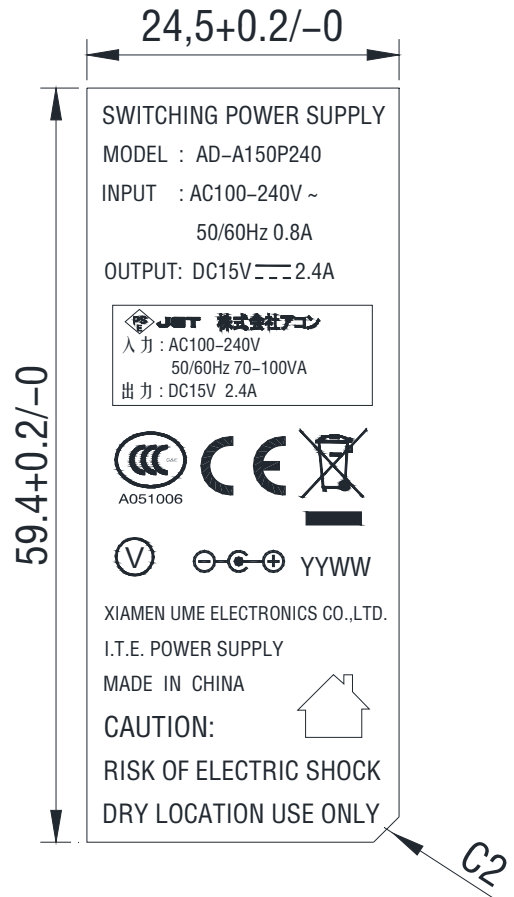 24,5+0.2/-0
59.4+0.2/-0
SWITCHING POWER SUPPLY
MODEL : AD-A150P240
INPUT : AC100-240V ~
50/60Hz 0.8A
OUTPUT: DC15V 2.4A
PS E JET 株式会社アコン
入力 : AC100-240V
50/60Hz 70-100VA
出力 : DC15V 2.4A
CCC S&E CE
A051006
V YYWW
XIAMEN UME ELECTRONICS CO.,LTD.
I.T.E. POWER SUPPLY
MADE IN CHINA
CAUTION:
RISK OF ELECTRIC SHOCK
DRY LOCATION USE ONLY
C2